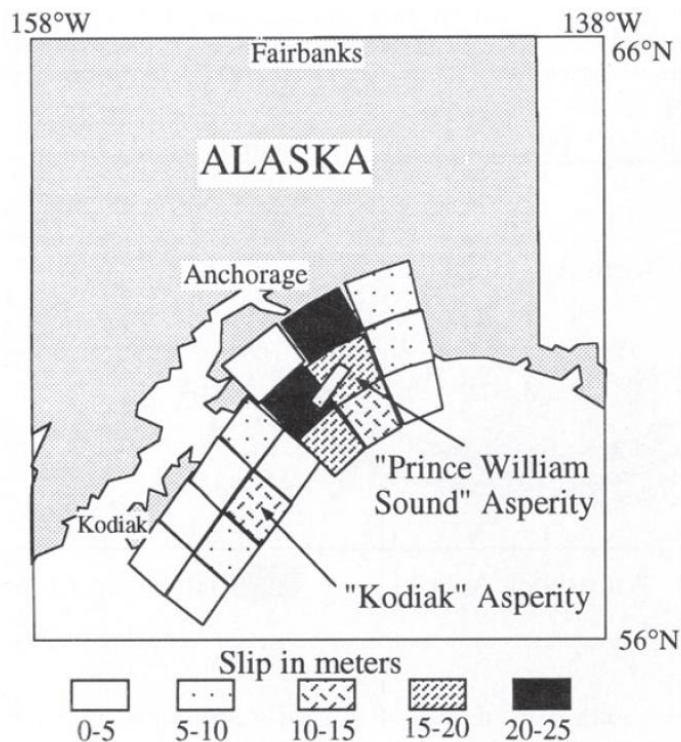 158°W 138°W
Fairbanks
66°N
ALASKA
Anchorage
"Prince William
Sound" Asperity
Kodiak
"Kodiak" Asperity
56°N
Slip in meters
0-5 5-10 10-15 15-20 20-25